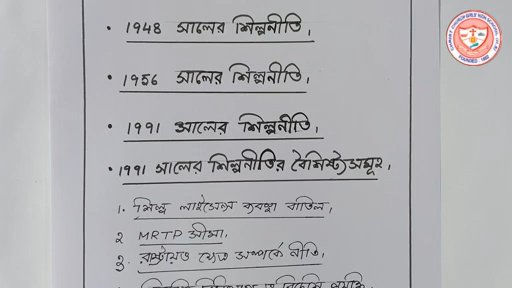 1948 সালের শিল্পনীতি,
1956 সালের শিল্পনীতি,
1991 সালের শিল্পনীতি,
1991 সালের শিল্পনীতির বৈশিষ্ট্যসমূহ,
1. শিল্প লাইসেন্স ব্যবস্থা বাতিল,
2 MRTP সীমা,
3. রাষ্ট্রায়ত্ত ক্ষেত্র সম্পর্কে নীতি,